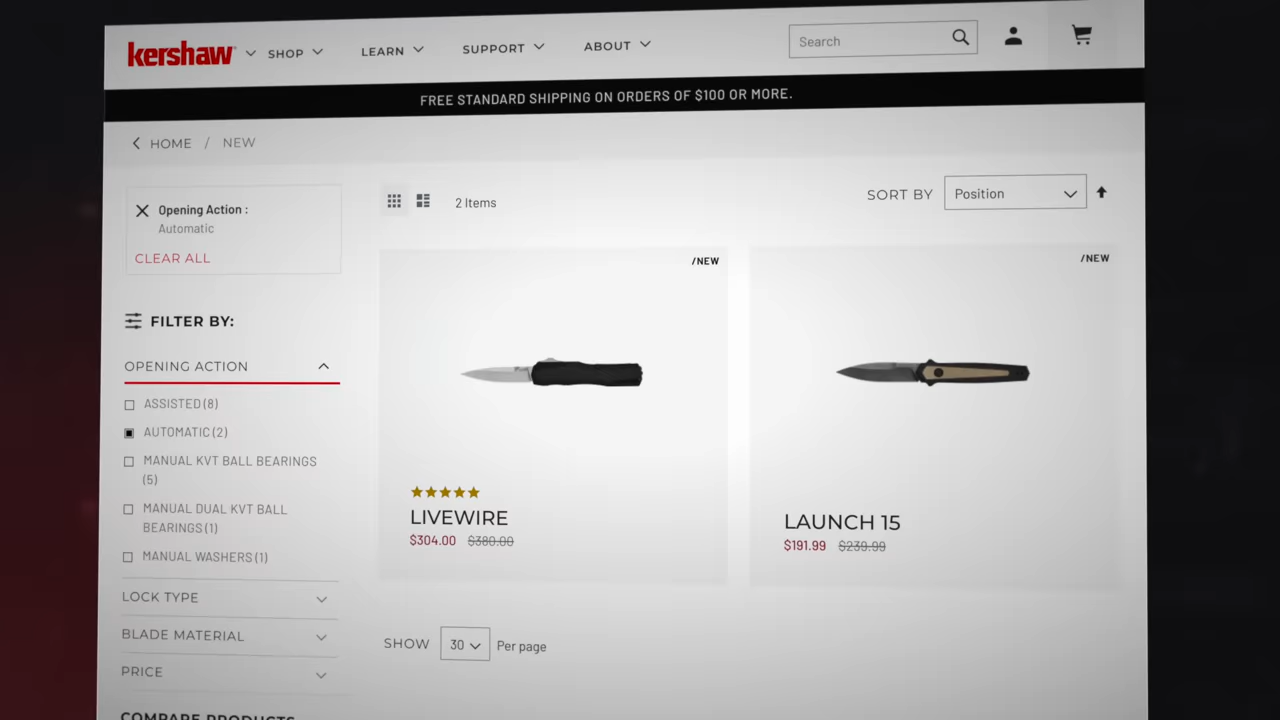 kershaw
SHOP
LEARN
SUPPORT
ABOUT
Search
FREE STANDARD SHIPPING ON ORDERS OF $100 OR MORE.
HOME / NEW
Opening Action :
Automatic
CLEAR ALL
2 Items
SORT BY
Position
FILTER BY:
OPENING ACTION
ASSISTED (8)
AUTOMATIC (2)
MANUAL KVT BALL BEARINGS
(5)
MANUAL DUAL KVT BALL
BEARINGS (1)
MANUAL WASHERS (1)
LOCK TYPE
BLADE MATERIAL
PRICE
COMPARE PRODUCTS
/NEW
LIVEWIRE
$304.00 $380.00
/NEW
LAUNCH 15
$191.99 $239.99
SHOW 30 Per page